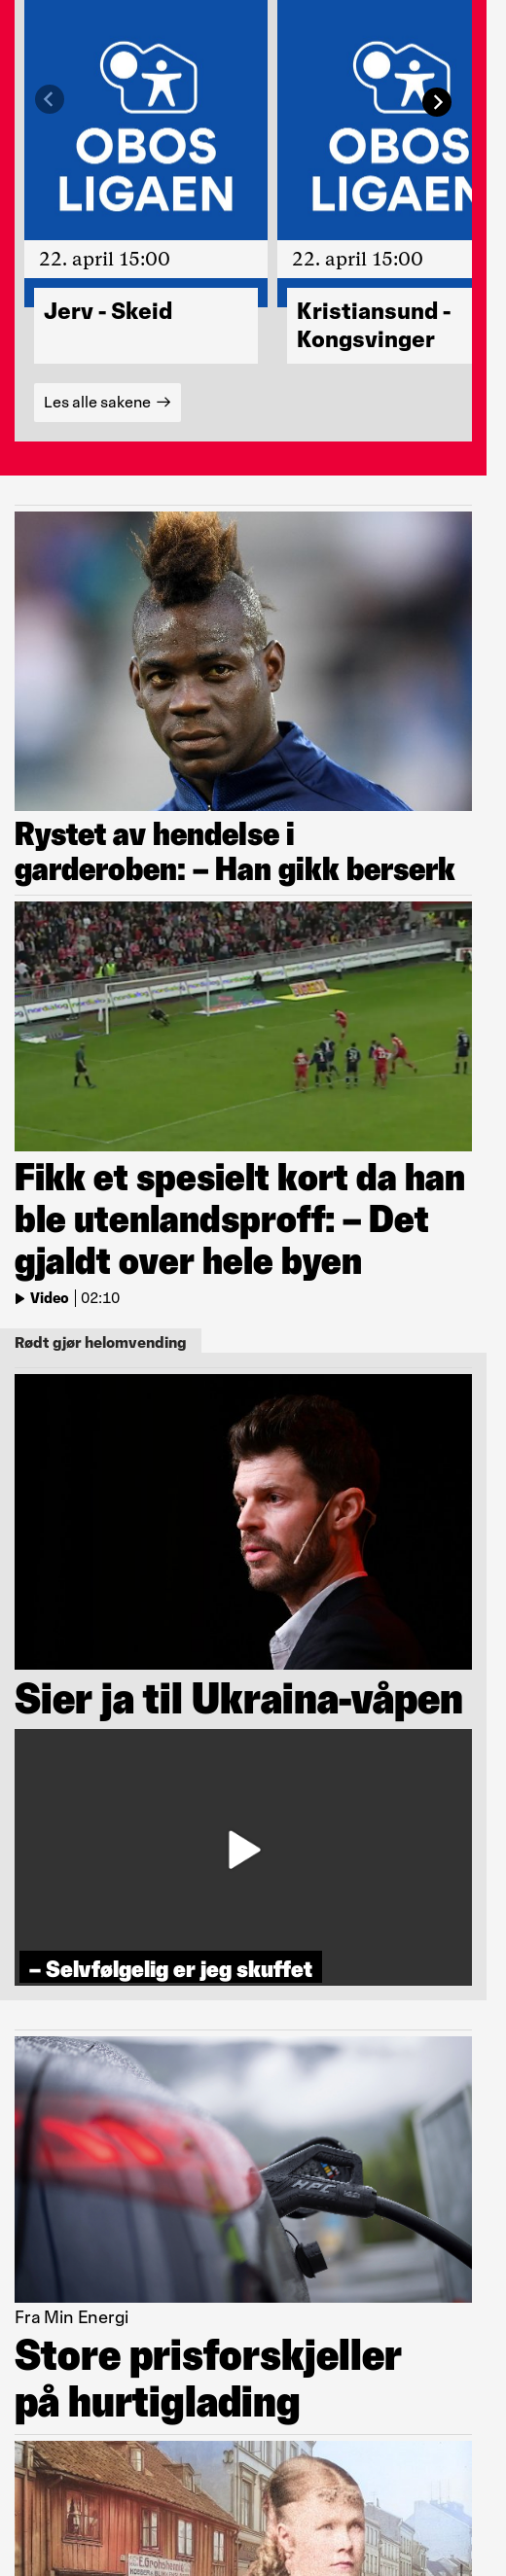 OBOS
LIGAEN
22. april 15:00
Jerv - Skeid
OBOS
LIGAEN
22. april 15:00
Kristiansund -
Kongsvinger
Les alle sakene →
Rystet av hendelse i
garderoben: – Han gikk berserk
Fikk et spesielt kort da han
ble utenlandsproff: – Det
gjaldt over hele byen
Video | 02:10
Rødt gjør helomvending
Sier ja til Ukraina-våpen
– Selvfølgelig er jeg skuffet
HPC
Fra Min Energi
Store prisforskjeller
på hurtiglading